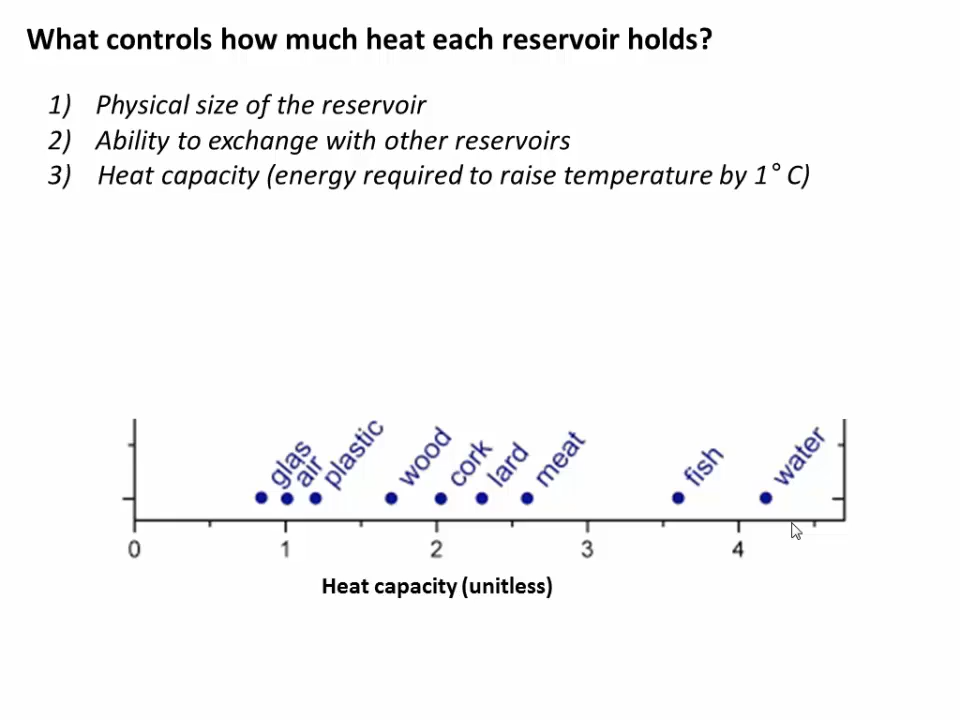 What controls how much heat each reservoir holds?
1) Physical size of the reservoir
2) Ability to exchange with other reservoirs
3) Heat capacity (energy required to raise temperature by 1° C)
glas
air
plastic
wood
cork
lard
meat
fish
water
0 1 2 3 4
Heat capacity (unitless)